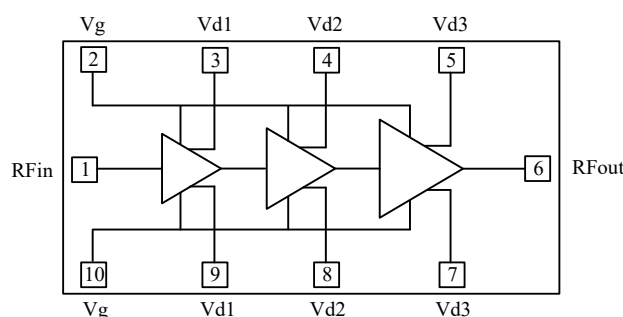 Vg Vd1 Vd2 Vd3
2 3 4 5
RFin 1 6 RFout
10 9 8 7
Vg Vd1 Vd2 Vd3